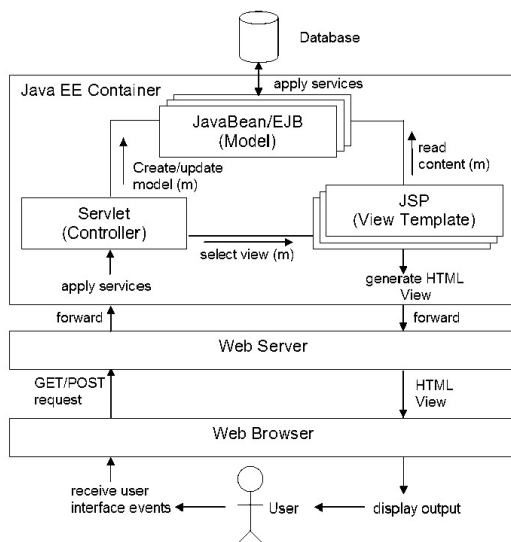 Database
apply services
Java EE Container
JavaBean/EJB
(Model)
Create/update
model (m)
read
content (m)
Servlet
(Controller)
JSP
(View Template)
select view (m)
apply services
generate HTML
View
forward
forward
Web Server
GET/POST
request
HTML
View
Web Browser
receive user
interface events
User
display output